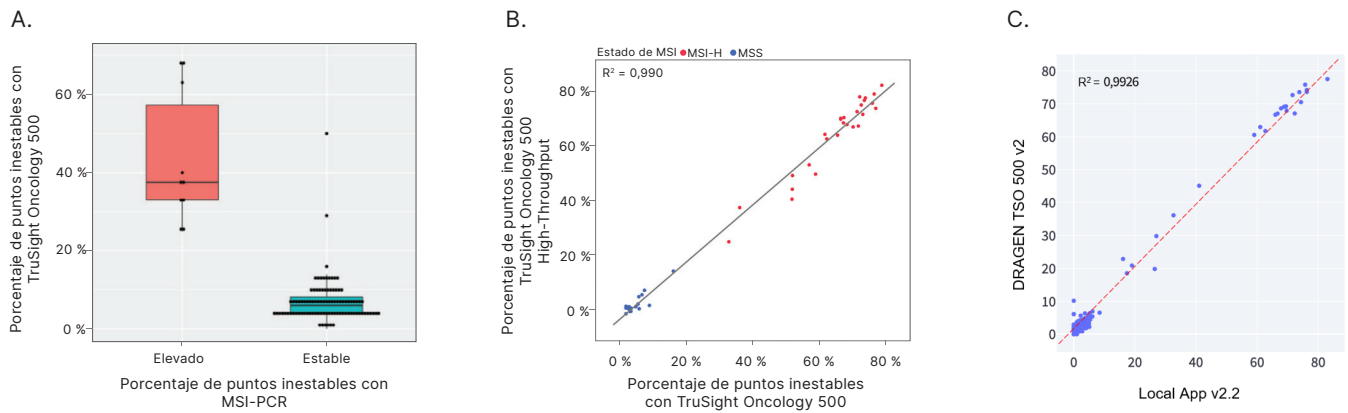 A.
Porcentaje de puntos inestables con
TruSight Oncology 500
60 %
40 %
20 %
0 %
Elevado
Estable
Porcentaje de puntos inestables con
MSI-PCR
B.
Estado de MSI MSI-H MSS
R² = 0,990
Porcentaje de puntos inestables con
TruSight Oncology 500
High-Throughput
80 %
60 %
40 %
20 %
0 %
0 %
20 %
40 %
60 %
80 %
Porcentaje de puntos inestables
con TruSight Oncology 500
C.
R² = 0,9926
DRAGEN TSO 500 v2
80
70
60
50
40
30
20
10
0
0
20
40
60
80
Local App v2.2